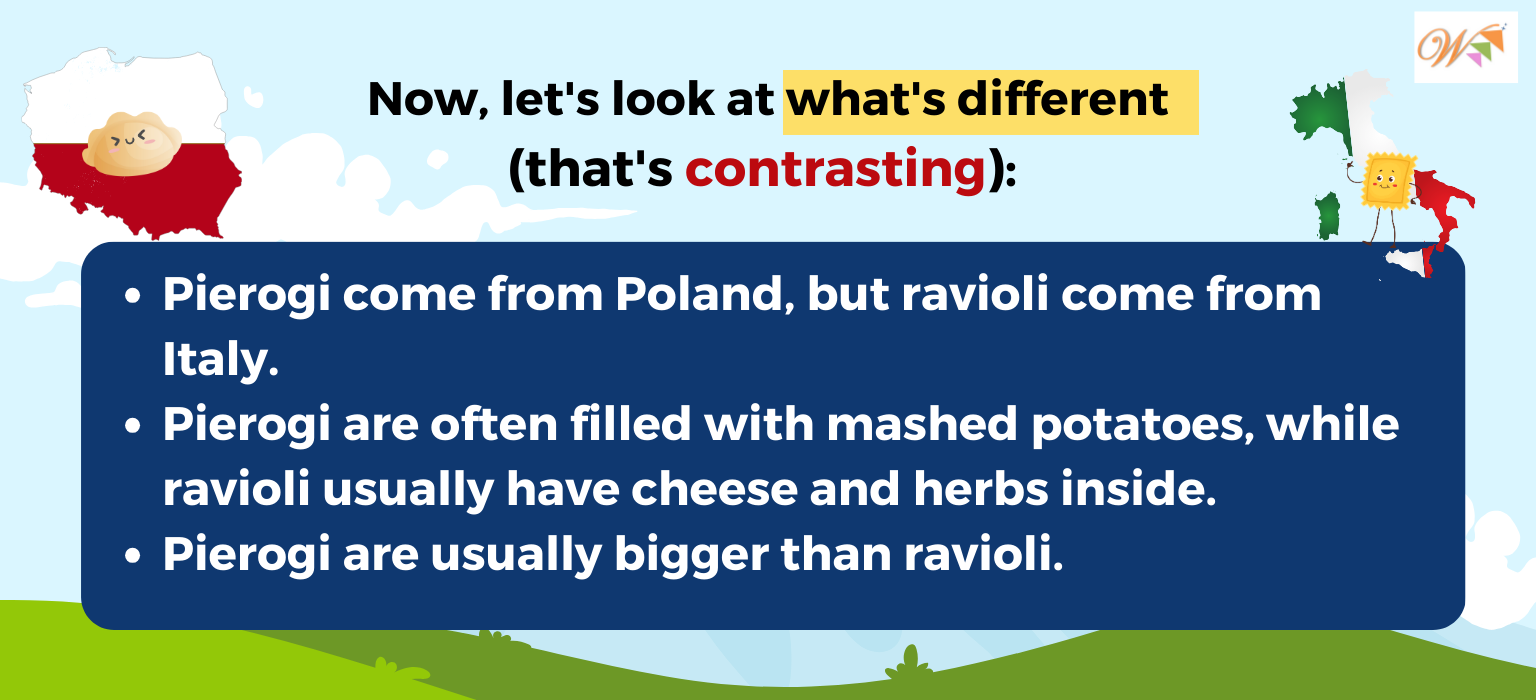 W
Now, let's look at what's different
(that's contrasting):
• Pierogi come from Poland, but ravioli come from
Italy.
• Pierogi are often filled with mashed potatoes, while
ravioli usually have cheese and herbs inside.
• Pierogi are usually bigger than ravioli.